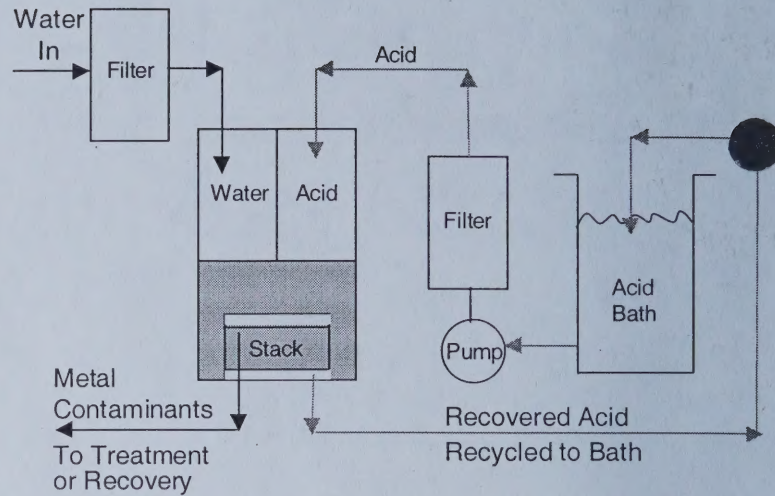 Water
In
Filter
Acid
Water
Acid
Filter
Acid
Bath
Stack
Pump
Metal
Contaminants
To Treatment
or Recovery
Recovered Acid
Recycled to Bath